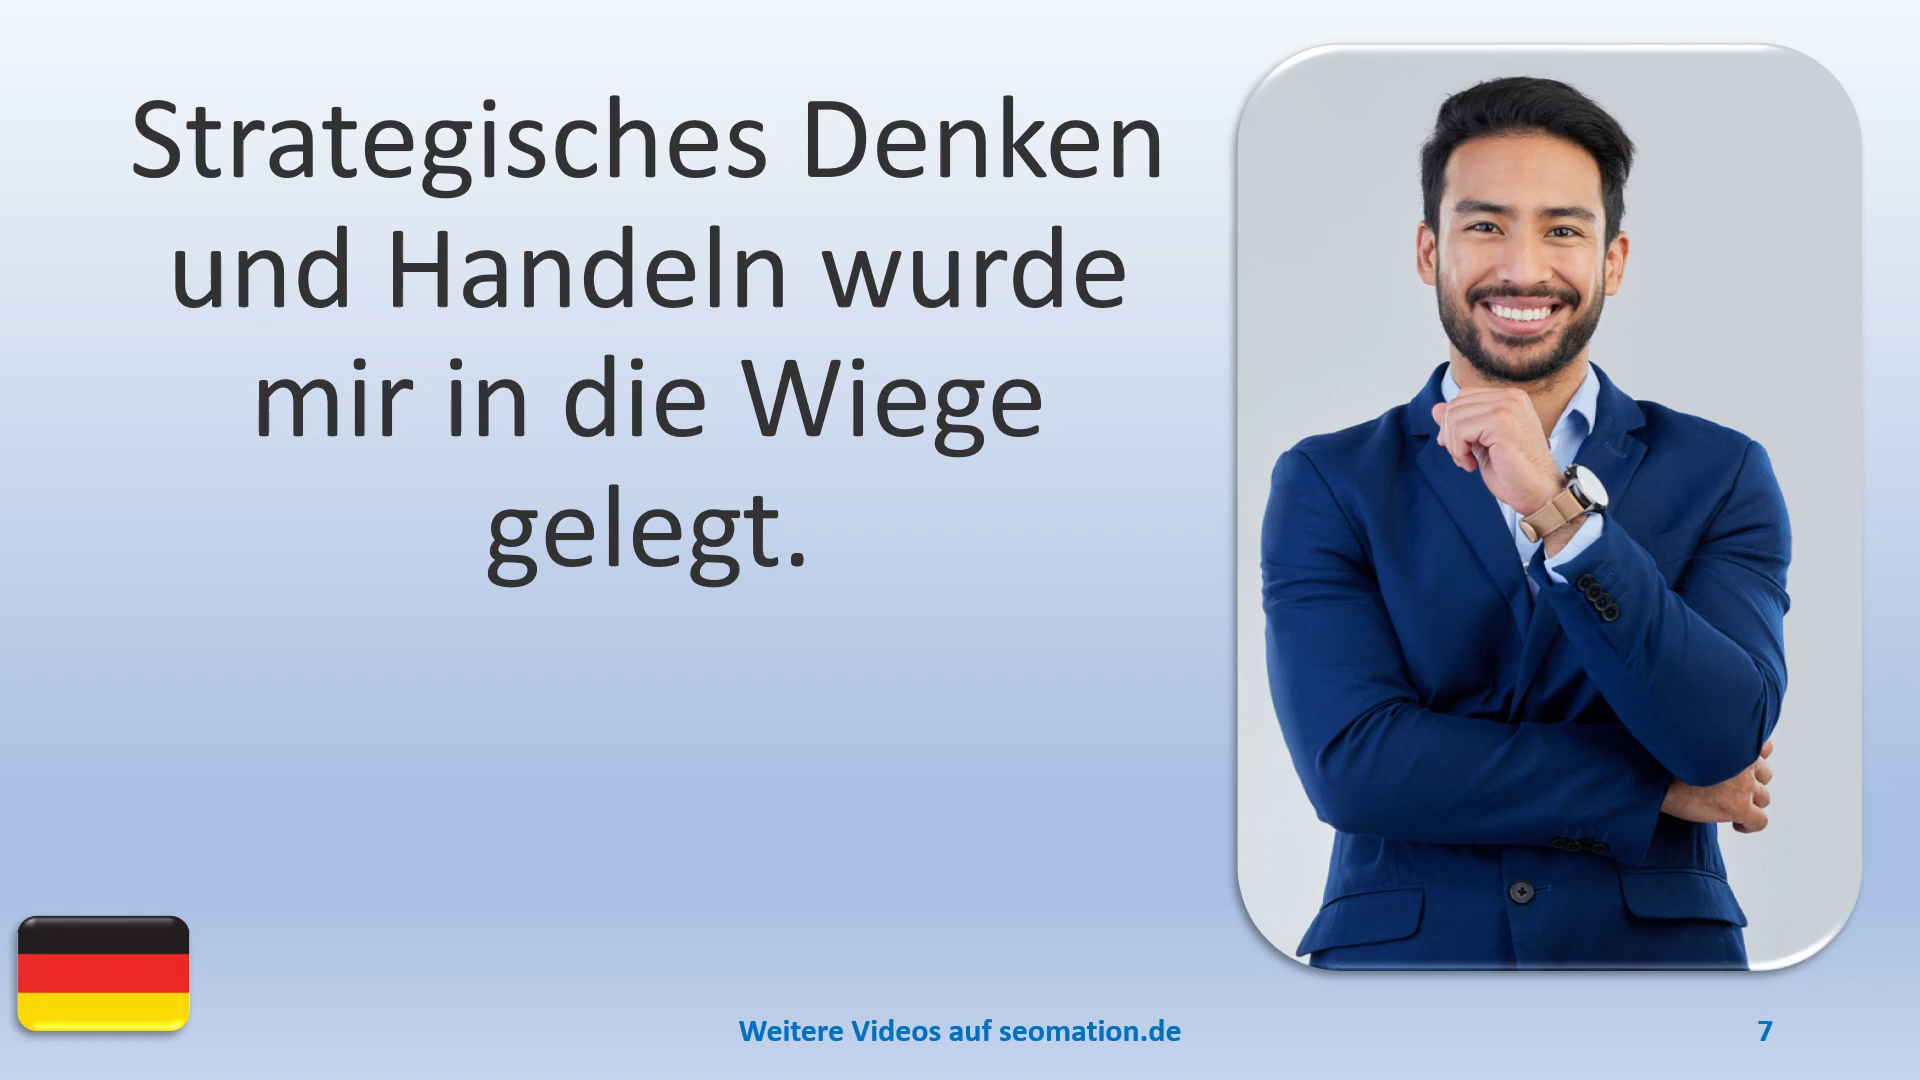 Strategisches Denken
und Handeln wurde
mir in die Wiege
gelegt.
Weitere Videos auf seomation.de
7